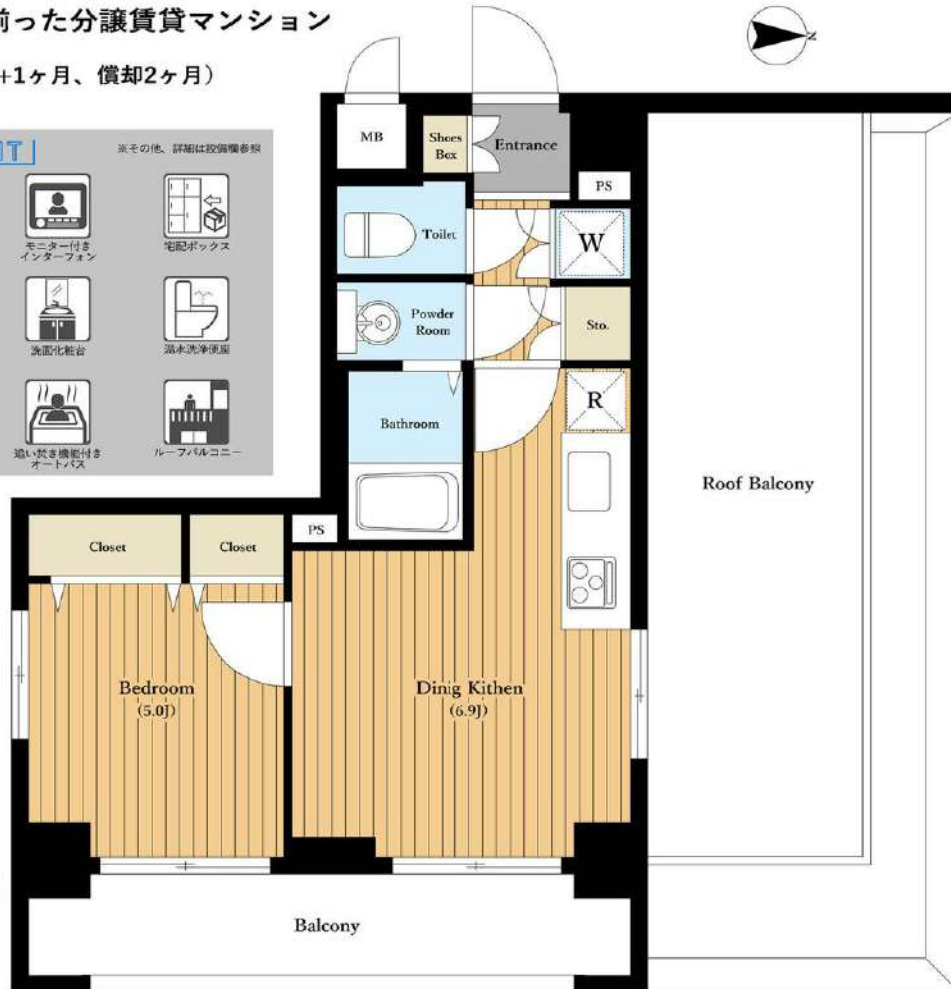 揃った分譲賃貸マンション
+1ヶ月、償却2ヶ月）
※その他、詳細は設備欄参照
モニター付き
インターフォン
宅配ボックス
洗面化粧台
温水洗浄便座
追い焚き機能付き
オートバス
ルーフバルコニー
N
MB
Shoes
Box
Entrance
PS
Toilet
W
Powder
Room
Sto.
Bathroom
R
Roof Balcony
PS
Closet
Closet
Bedroom
(5.0J)
Dinig Kithen
(6.9J)
Balcony